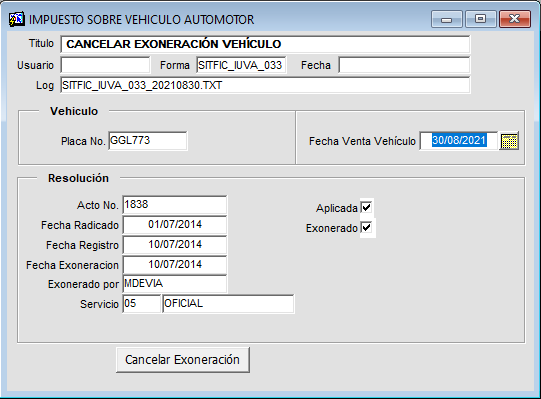 IMPUESTO SOBRE VEHICULO AUTOMOTOR
Titulo CANCELAR EXONERACIÓN VEHÍCULO
Usuario Forma SITFIC_IUVA_033 Fecha
Log SITFIC_IUVA_033_20210830.TXT
Vehiculo
Placa No. GGL773 Fecha Venta Vehículo 30/08/2021
Resolución
Acto No. 1838 Aplicada
Fecha Radicado 01/07/2014 Exonerado
Fecha Registro 10/07/2014
Fecha Exoneracion 10/07/2014
Exonerado por MDEVIA
Servicio 05 OFICIAL
Cancelar Exoneración